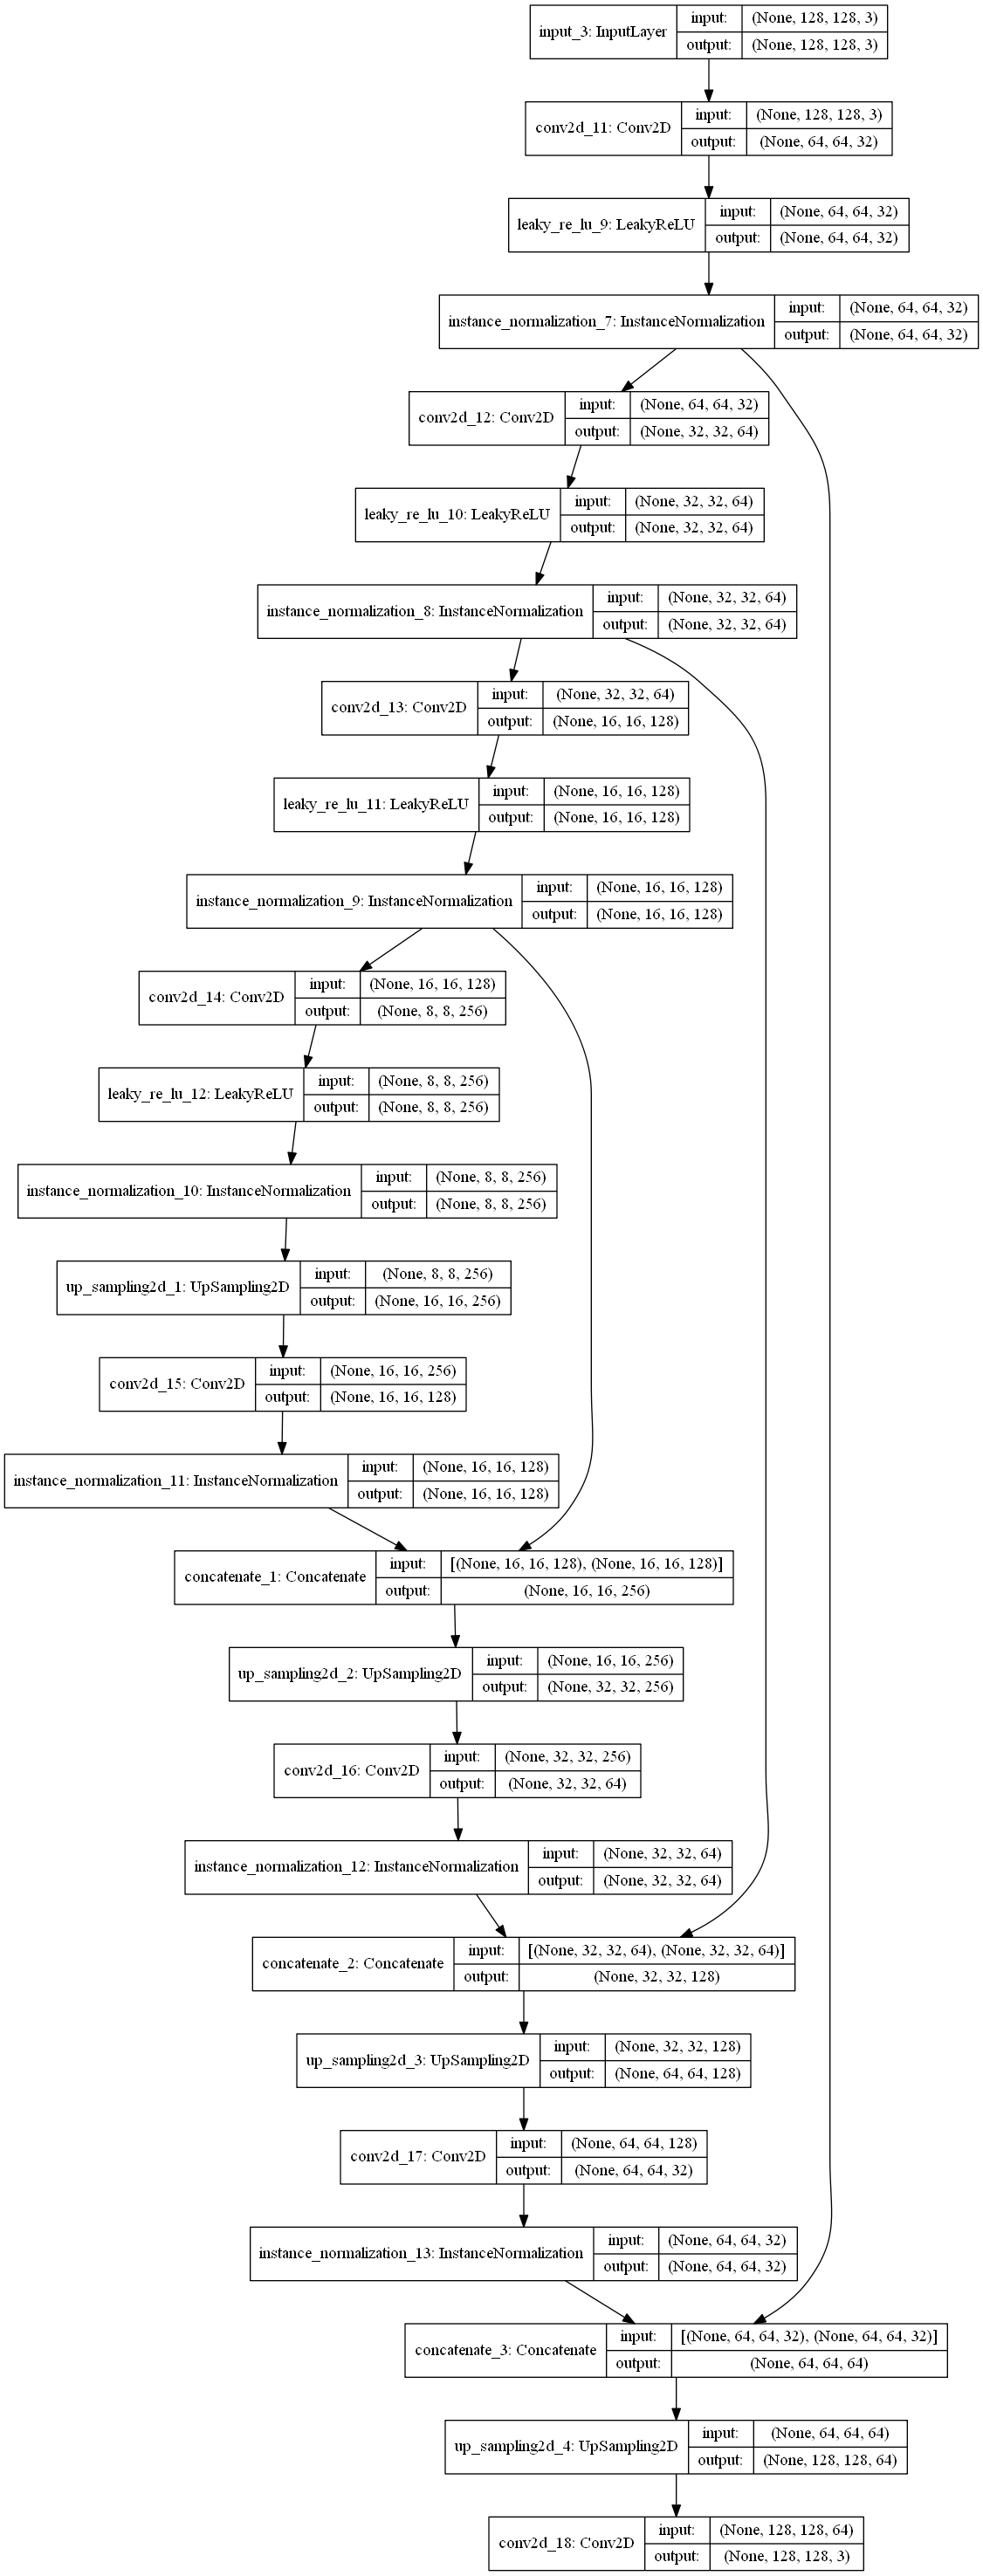 input_3: InputLayer
input: (None, 128, 128, 3)
output: (None, 128, 128, 3)
conv2d_11: Conv2D
input: (None, 128, 128, 3)
output: (None, 64, 64, 32)
leaky_re_lu_9: LeakyReLU
input: (None, 64, 64, 32)
output: (None, 64, 64, 32)
instance_normalization_7: InstanceNormalization
input: (None, 64, 64, 32)
output: (None, 64, 64, 32)
conv2d_12: Conv2D
input: (None, 64, 64, 32)
output: (None, 32, 32, 64)
leaky_re_lu_10: LeakyReLU
input: (None, 32, 32, 64)
output: (None, 32, 32, 64)
instance_normalization_8: InstanceNormalization
input: (None, 32, 32, 64)
output: (None, 32, 32, 64)
conv2d_13: Conv2D
input: (None, 32, 32, 64)
output: (None, 16, 16, 128)
leaky_re_lu_11: LeakyReLU
input: (None, 16, 16, 128)
output: (None, 16, 16, 128)
instance_normalization_9: InstanceNormalization
input: (None, 16, 16, 128)
output: (None, 16, 16, 128)
conv2d_14: Conv2D
input: (None, 16, 16, 128)
output: (None, 8, 8, 256)
leaky_re_lu_12: LeakyReLU
input: (None, 8, 8, 256)
output: (None, 8, 8, 256)
instance_normalization_10: InstanceNormalization
input: (None, 8, 8, 256)
output: (None, 8, 8, 256)
up_sampling2d_1: UpSampling2D
input: (None, 8, 8, 256)
output: (None, 16, 16, 256)
conv2d_15: Conv2D
input: (None, 16, 16, 256)
output: (None, 16, 16, 128)
instance_normalization_11: InstanceNormalization
input: (None, 16, 16, 128)
output: (None, 16, 16, 128)
concatenate_1: Concatenate
input: [(None, 16, 16, 128), (None, 16, 16, 128)]
output: (None, 16, 16, 256)
up_sampling2d_2: UpSampling2D
input: (None, 16, 16, 256)
output: (None, 32, 32, 256)
conv2d_16: Conv2D
input: (None, 32, 32, 256)
output: (None, 32, 32, 64)
instance_normalization_12: InstanceNormalization
input: (None, 32, 32, 64)
output: (None, 32, 32, 64)
concatenate_2: Concatenate
input: [(None, 32, 32, 64), (None, 32, 32, 64)]
output: (None, 32, 32, 128)
up_sampling2d_3: UpSampling2D
input: (None, 32, 32, 128)
output: (None, 64, 64, 128)
conv2d_17: Conv2D
input: (None, 64, 64, 128)
output: (None, 64, 64, 32)
instance_normalization_13: InstanceNormalization
input: (None, 64, 64, 32)
output: (None, 64, 64, 32)
concatenate_3: Concatenate
input: [(None, 64, 64, 32), (None, 64, 64, 32)]
output: (None, 64, 64, 64)
up_sampling2d_4: UpSampling2D
input: (None, 64, 64, 64)
output: (None, 128, 128, 64)
conv2d_18: Conv2D
input: (None, 128, 128, 64)
output: (None, 128, 128, 3)